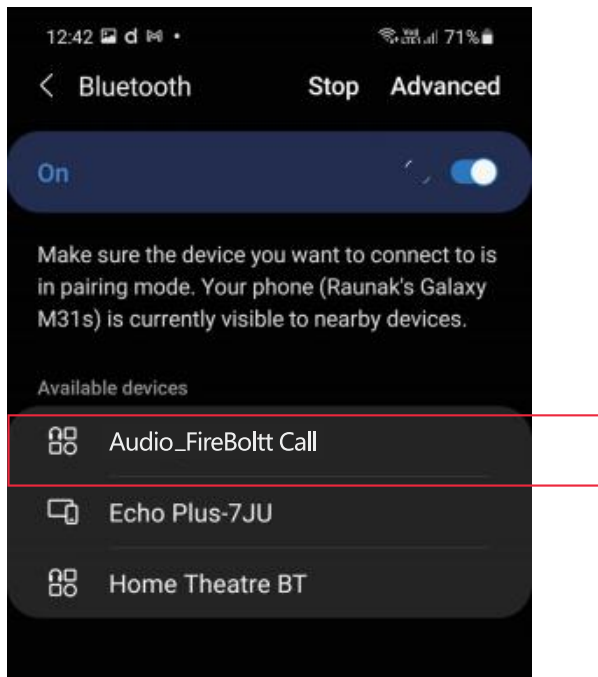 12:42 d M • Vo) LTE1 71%
Bluetooth Stop Advanced
On
Make sure the device you want to connect to is
in pairing mode. Your phone (Raunak's Galaxy
M31s) is currently visible to nearby devices.
Available devices
Audio_FireBoltt Call
Echo Plus-7JU
Home Theatre BT